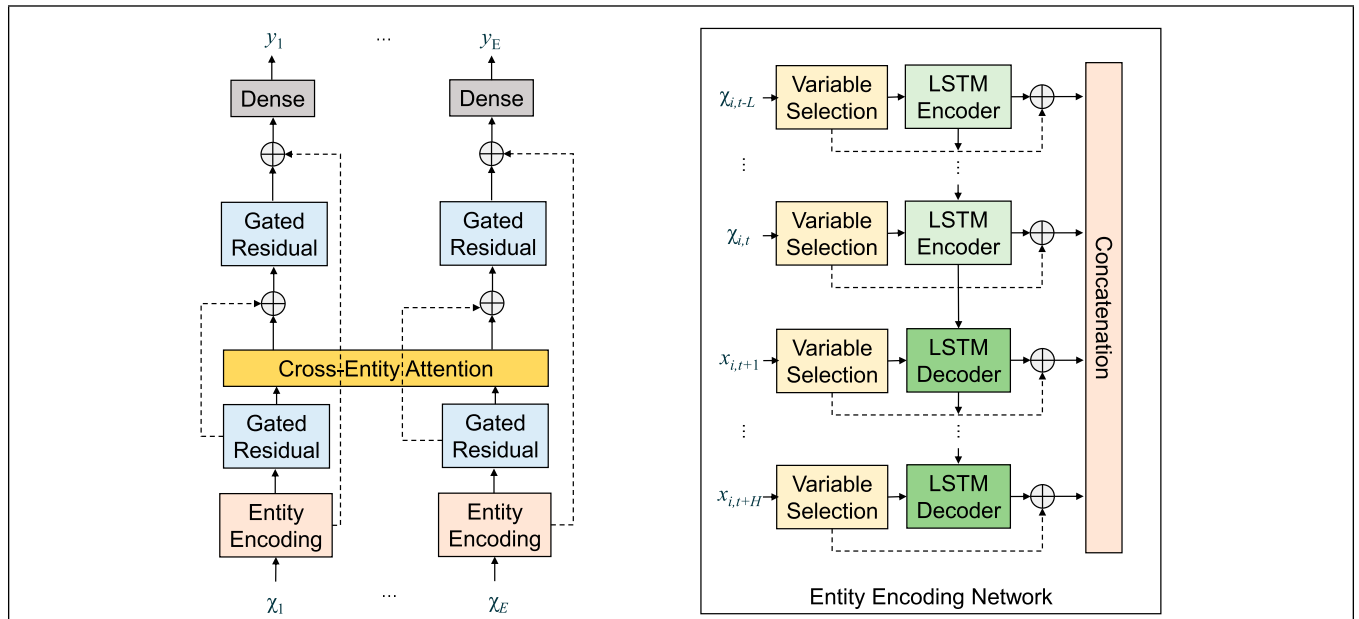 y1 ... yE
Dense Dense
Gated Gated
Residual Residual
Cross-Entity Attention
Gated Gated
Residual Residual
Entity Entity
Encoding Encoding
χ1 ... χE
χi,t-L
Variable
Selection
LSTM
Encoder
⋮ ⋮
χi,t
Variable
Selection
LSTM
Encoder
xi,t+1
Variable
Selection
LSTM
Decoder
⋮ ⋮
xi,t+H
Variable
Selection
LSTM
Decoder
Concatenation
Entity Encoding Network